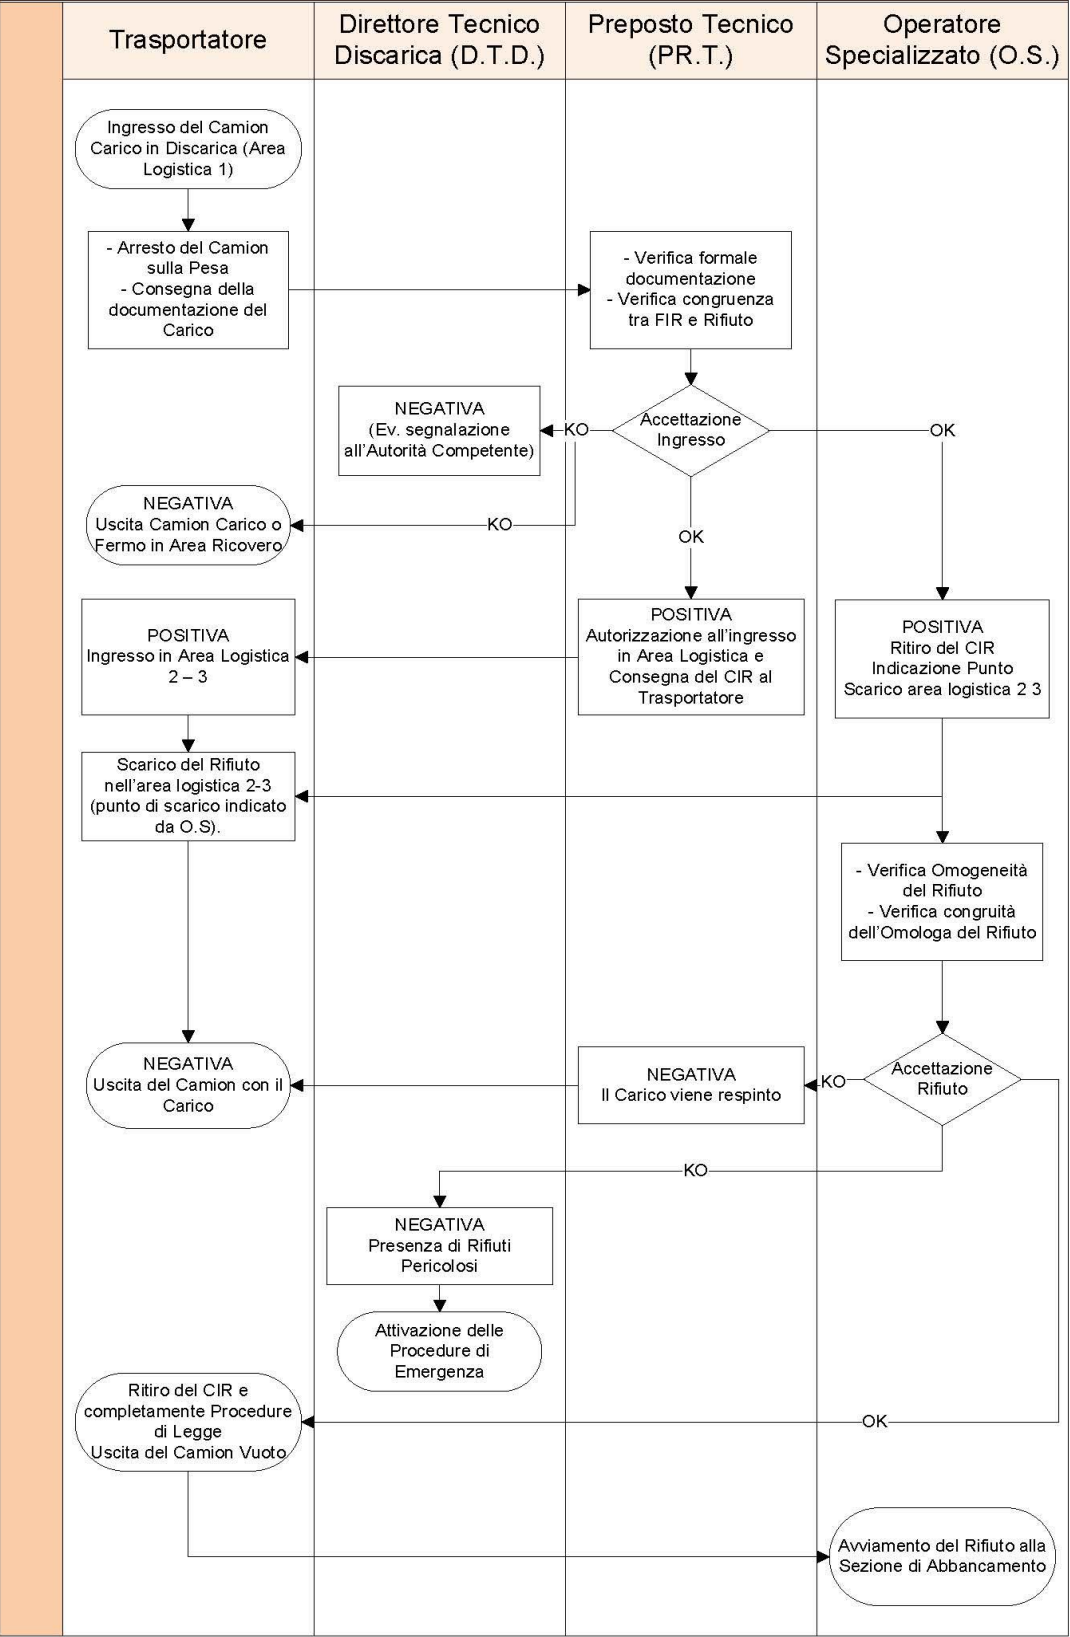 Trasportatore
Direttore Tecnico
Discarica (D.T.D.)
Preposto Tecnico
(PR.T.)
Operatore
Specializzato (O.S.)
Ingresso del Camion
Carico in Discarica (Area
Logistica 1)
- Arresto del Camion
sulla Pesa
- Consegna della
documentazione del
Carico
- Verifica formale
documentazione
- Verifica congruenza
tra FIR e Rifiuto
NEGATIVA
(Ev. segnalazione
all'Autorità Competente)
KO
Accettazione
Ingresso
OK
NEGATIVA
Uscita Camion Carico o
Fermo in Area Ricovero
KO
OK
POSITIVA
Ingresso in Area Logistica
2 – 3
POSITIVA
Autorizzazione all'ingresso
in Area Logistica e
Consegna del CIR al
Trasportatore
POSITIVA
Ritiro del CIR
Indicazione Punto
Scarico area logistica 2 3
Scarico del Rifiuto
nell'area logistica 2-3
(punto di scarico indicato
da O.S).
- Verifica Omogeneità
del Rifiuto
- Verifica congruità
dell'Omologa del Rifiuto
NEGATIVA
Uscita del Camion con il
Carico
NEGATIVA
Il Carico viene respinto
KO
Accettazione
Rifiuto
KO
NEGATIVA
Presenza di Rifiuti
Pericolosi
Attivazione delle
Procedure di
Emergenza
Ritiro del CIR e
completamente Procedure
di Legge
Uscita del Camion Vuoto
OK
Avviamento del Rifiuto alla
Sezione di Abbancamento